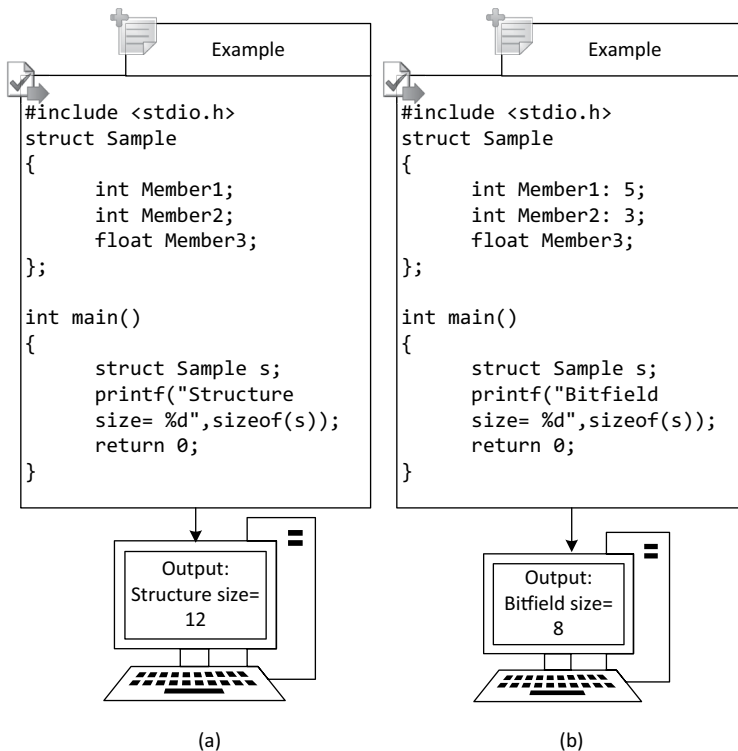 Example
#include <stdio.h>
struct Sample
{
int Member1;
int Member2;
float Member3;
};
int main()
{
struct Sample s;
printf("Structure
size= %d",sizeof(s));
return 0;
}
Output:
Structure size=
12
(a)
Example
#include <stdio.h>
struct Sample
{
int Member1: 5;
int Member2: 3;
float Member3;
};
int main()
{
struct Sample s;
printf("Bitfield
size= %d",sizeof(s));
return 0;
}
Output:
Bitfield size=
8
(b)